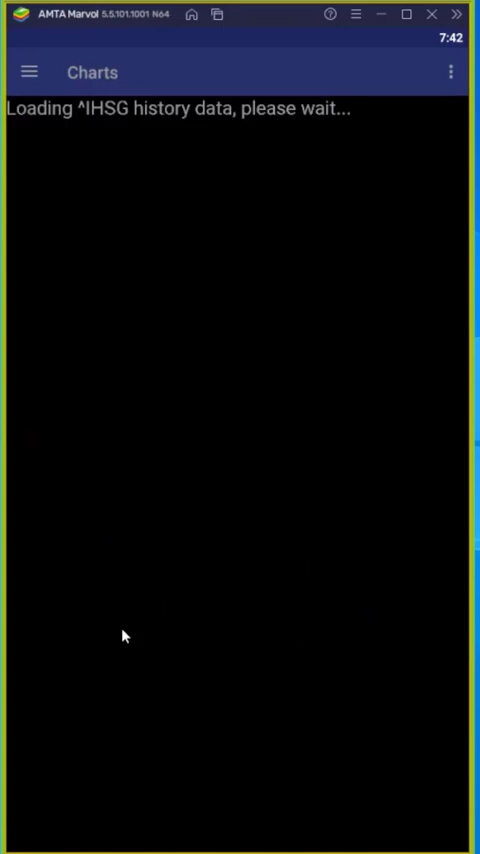 AMTA Marvol 5.5.101.1001 N64
7:42
Charts
Loading ^IHSG history data, please wait...